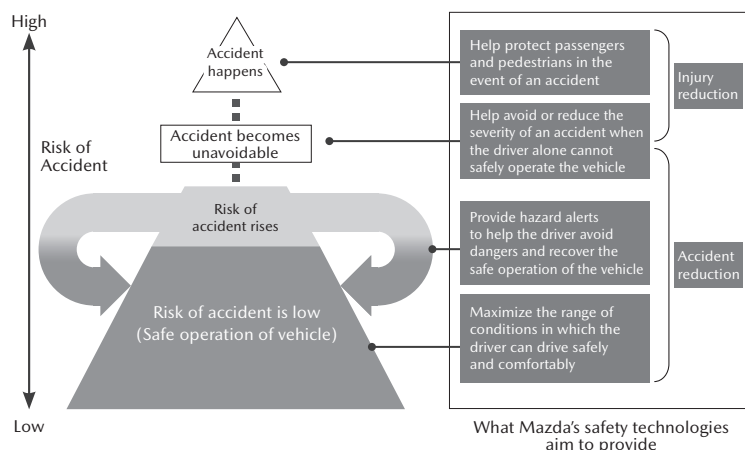 High
Risk of
Accident
Low
Accident
happens
Accident becomes
unavoidable
Risk of
accident rises
Risk of accident is low
(Safe operation of vehicle)
Help protect passengers
and pedestrians in the
event of an accident
Help avoid or reduce the
severity of an accident when
the driver alone cannot
safely operate the vehicle
Provide hazard alerts
to help the driver avoid
dangers and recover the
safe operation of the vehicle
Maximize the range of
conditions in which the
driver can drive safely
and comfortably
Injury
reduction
Accident
reduction
What Mazda's safety technologies
aim to provide